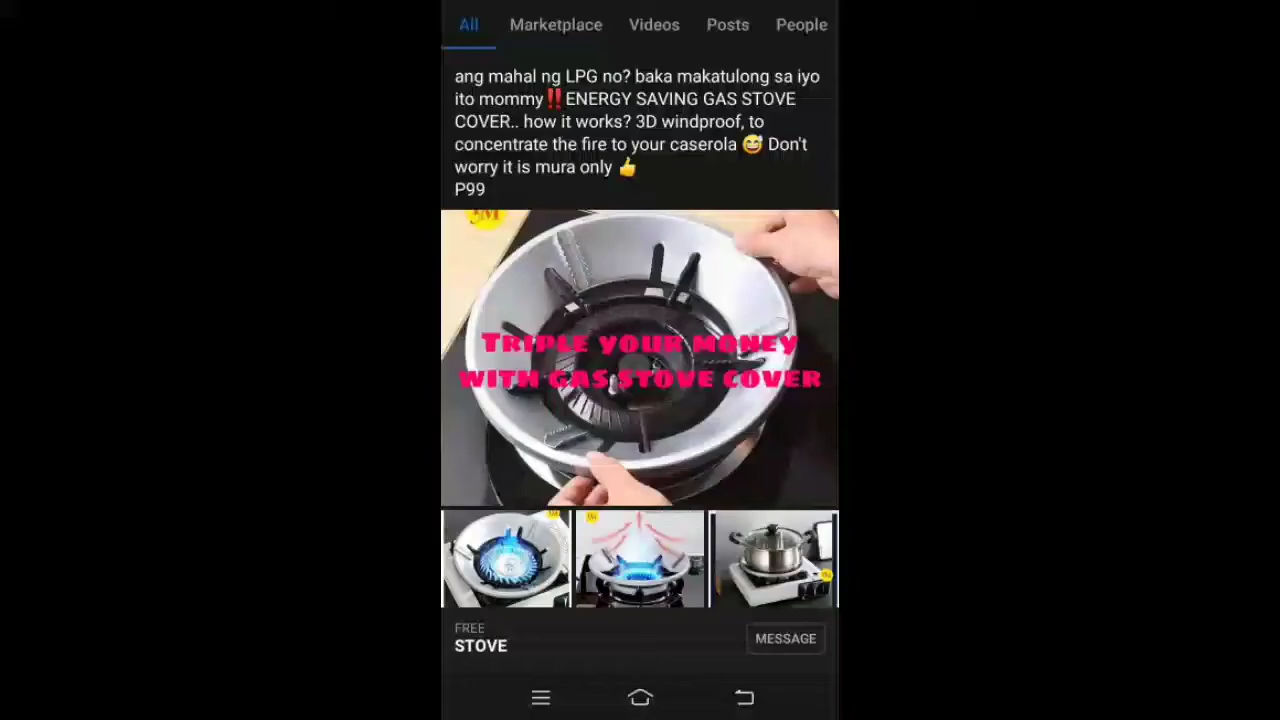 All Marketplace Videos Posts People
ang mahal ng LPG no? baka makatulong sa iyo
ito mommy‼️ENERGY SAVING GAS STOVE
COVER.. how it works? 3D windproof, to
concentrate the fire to your caserola 😅 Don't
worry it is mura only 👍
P99
TRIPLE YOUR MONEY
WITH GAS STOVE COVER
FREE
STOVE
MESSAGE